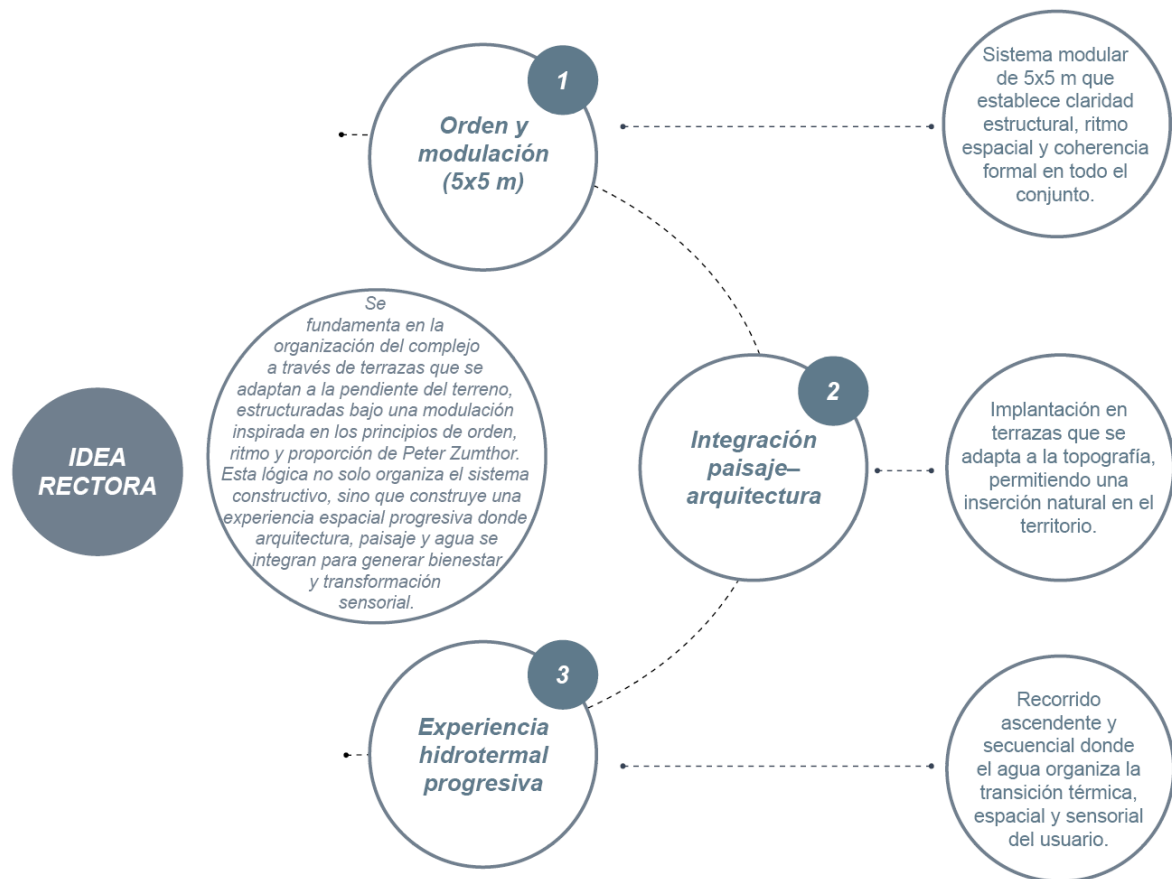 IDEA
RECTORA
Se
fundamenta en la
organización del complejo
a través de terrazas que se
adaptan a la pendiente del terreno,
estructuradas bajo una modulación
inspirada en los principios de orden,
ritmo y proporción de Peter Zumthor.
Esta lógica no solo organiza el sistema
constructivo, sino que construye una
experiencia espacial progresiva donde
arquitectura, paisaje y agua se
integran para generar bienestar
y transformación
sensorial.
1
Orden y
modulación
(5x5 m)
Sistema modular
de 5x5 m que
establece claridad
estructural, ritmo
espacial y coherencia
formal en todo el
conjunto.
2
Integración
paisaje–
arquitectura
Implantación en
terrazas que se
adapta a la topografía,
permitiendo una
inserción natural en el
territorio.
3
Experiencia
hidrotermal
progresiva
Recorrido
ascendente y
secuencial donde
el agua organiza la
transición térmica,
espacial y sensorial
del usuario.